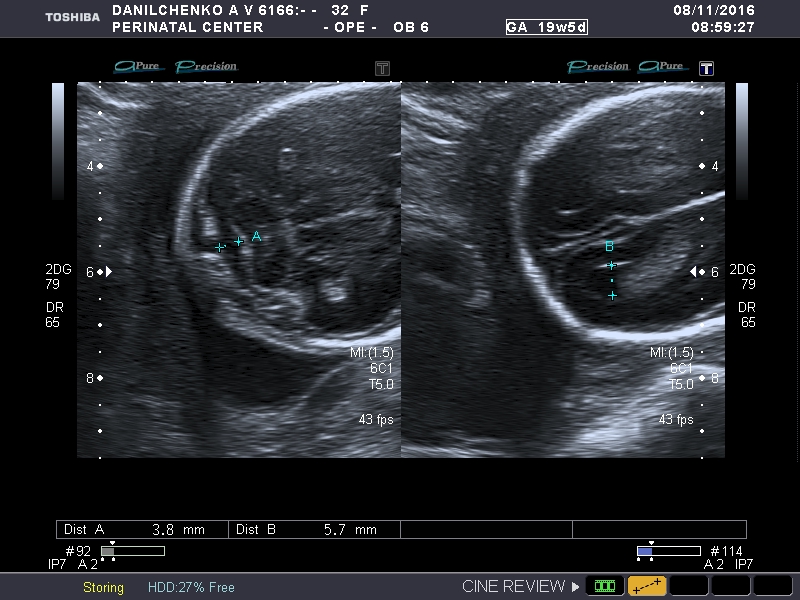 TOSHIBA
DANILCHENKO A V 6166:- - 32 F
08/11/2016
PERINATAL CENTER - OPE - OB 6
GA 19w5d
08:59:27
aPure Precision T
Precision aPure T
4
4
A
B
6
6
2DG
79
2DG
79
DR
65
DR
65
MI:(1.5)
6C1
T5.0
MI:(1.5)
6C1
T5.0
8
8
43 fps
43 fps
Dist A 3.8 mm
Dist B 5.7 mm
#92
#114
IP7 A 2
A 2 IP7
Storing HDD:27% Free
CINE REVIEW